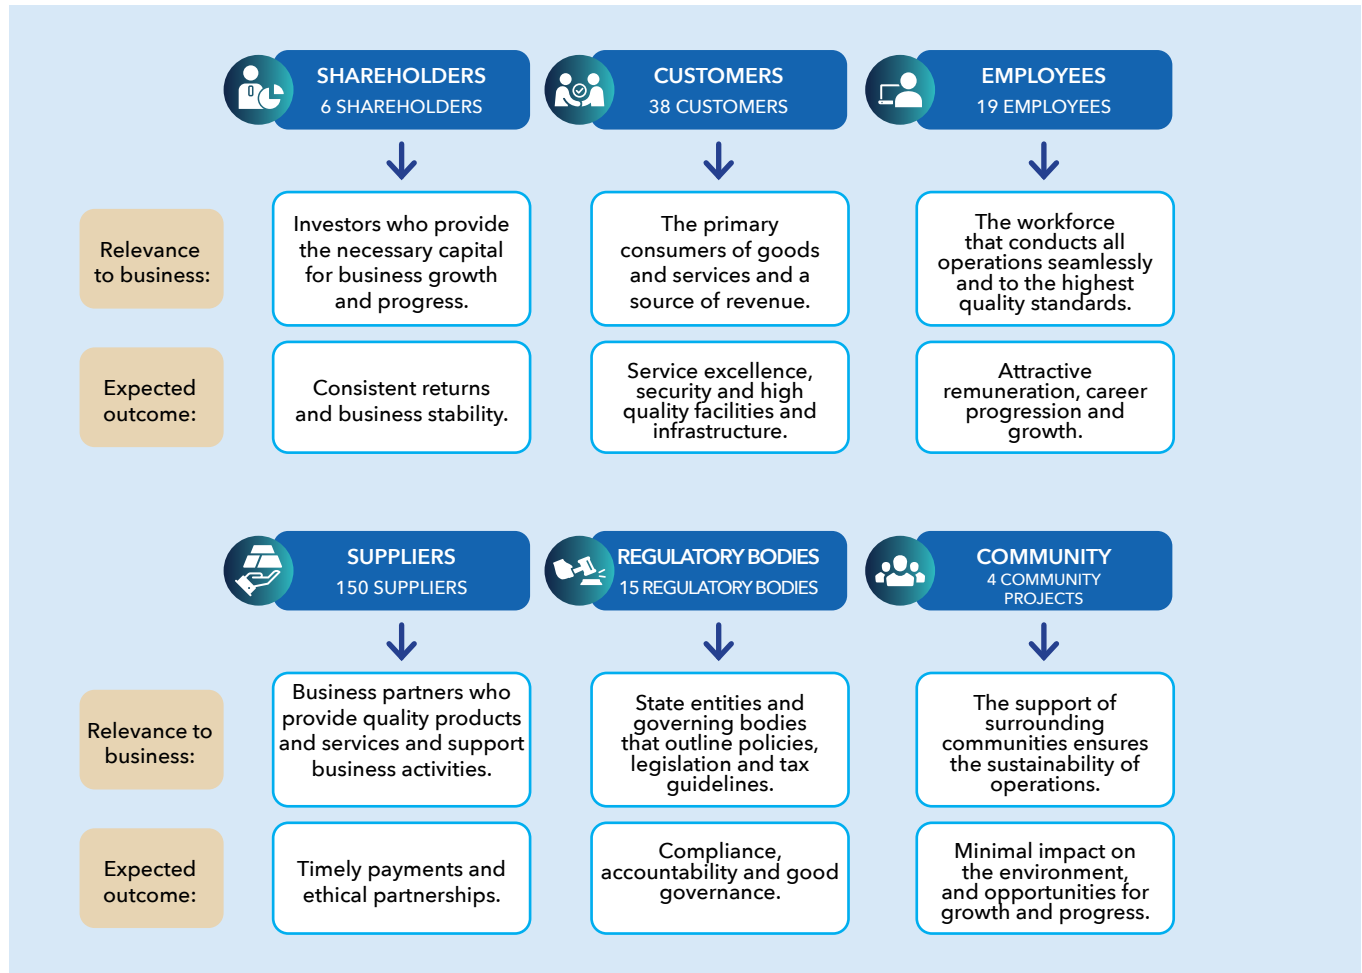 SHAREHOLDERS
6 SHAREHOLDERS
CUSTOMERS
38 CUSTOMERS
EMPLOYEES
19 EMPLOYEES
Relevance
to business:
Investors who provide
the necessary capital
for business growth
and progress.
The primary
consumers of goods
and services and a
source of revenue.
The workforce
that conducts all
operations seamlessly
and to the highest
quality standards.
Expected
outcome:
Consistent returns
and business stability.
Service excellence,
security and high
quality facilities and
infrastructure.
Attractive
remuneration, career
progression and
growth.
SUPPLIERS
150 SUPPLIERS
REGULATORY BODIES
15 REGULATORY BODIES
COMMUNITY
4 COMMUNITY
PROJECTS
Relevance to
business:
Business partners who
provide quality products
and services and support
business activities.
State entities and
governing bodies
that outline policies,
legislation and tax
guidelines.
The support of
surrounding
communities ensures
the sustainability of
operations.
Expected
outcome:
Timely payments and
ethical partnerships.
Compliance,
accountability and good
governance.
Minimal impact on
the environment,
and opportunities for
growth and progress.